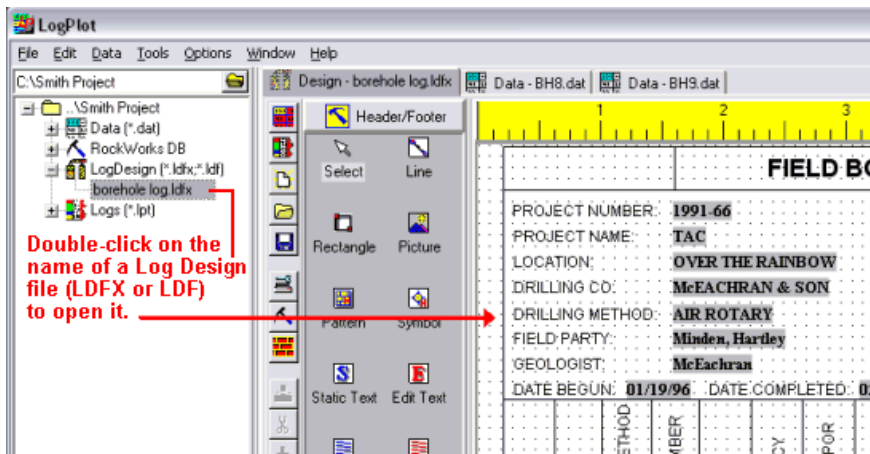 LogPlot
File Edit Data Tools Options Window Help
C:\Smith Project
Design - borehole log.ldfx
Data - BH8.dat
Data - BH9.dat
..\Smith Project
Data (*.dat)
RockWorks DB
LogDesign (*.ldfx;*.ldf)
borehole log.ldfx
Logs (*.lpt)
Double-click on the
name of a Log Design
file (LDFX or LDF)
to open it.
Header/Footer
Select Line
Rectangle Picture
Pattern Symbol
S E
Static Text Edit Text
1 2 3
FIELD BO
PROJECT NUMBER: 1991-66
PROJECT NAME: TAC
LOCATION: OVER THE RAINBOW
DRILLING CO: McEACHRAN & SON
DRILLING METHOD: AIR ROTARY
FIELD PARTY: Minden, Hartley
GEOLOGIST: McEachran
DATE BEGUN: 01/19/96 DATE COMPLETED:
ETHOD
MBER
CY
POR